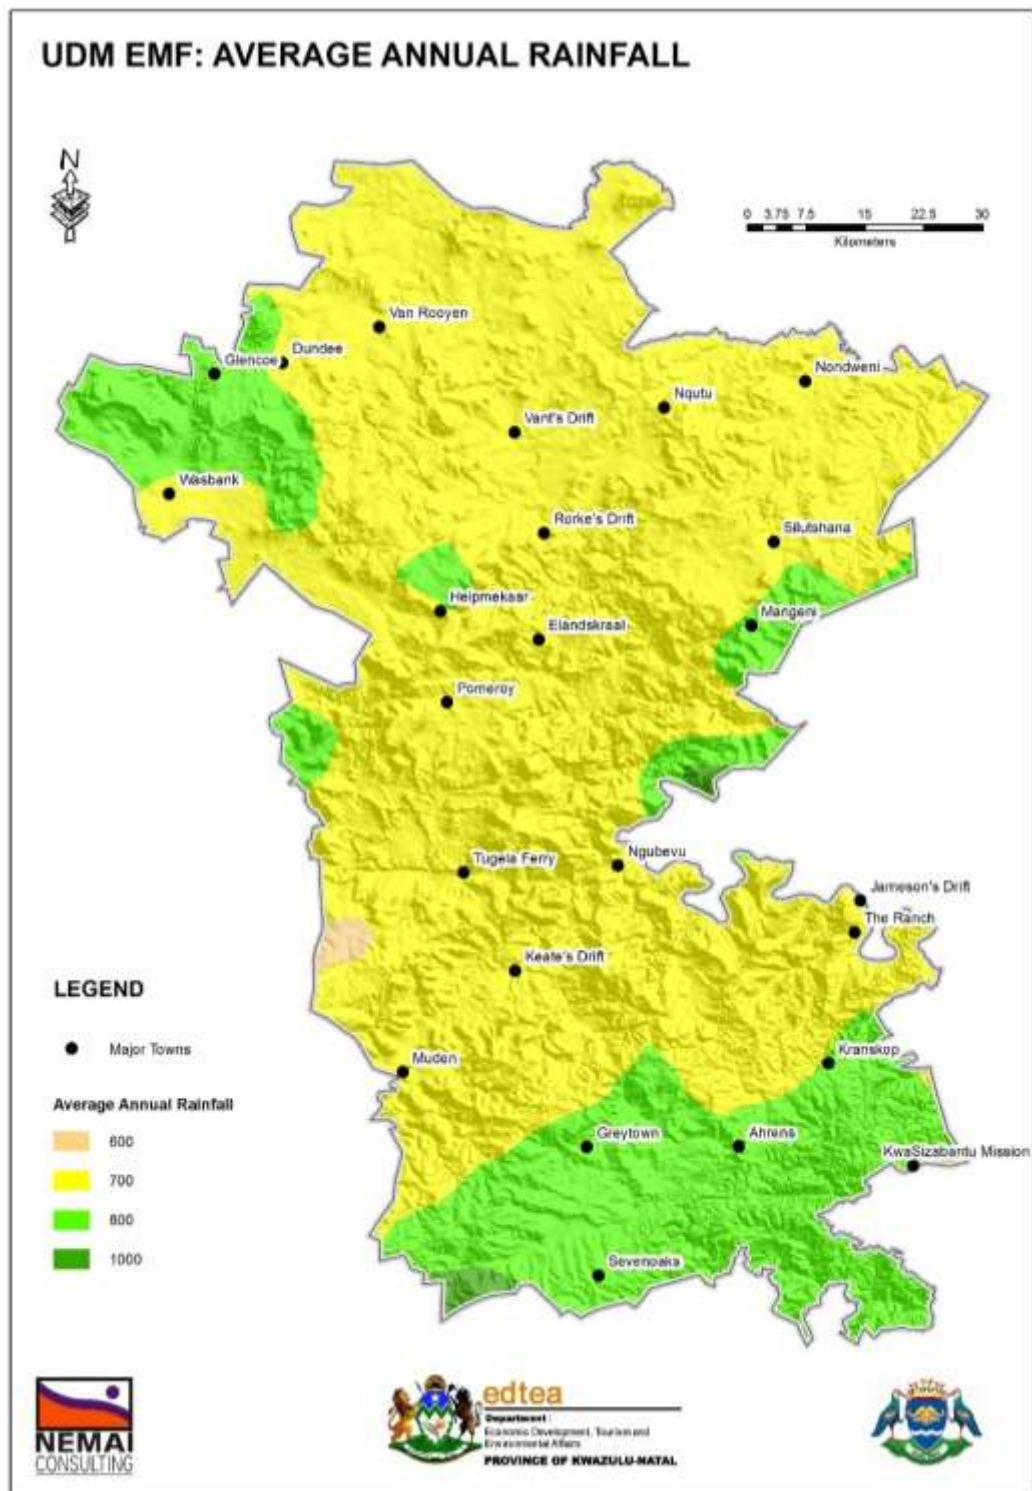 UDM EMF: AVERAGE ANNUAL RAINFALL
N
0 3.75 7.5 15 22.5 30
Kilometers
Van Rooyen
Glencoe
Dundee
Nondweni
Nqutu
Vant's Drift
Wasbank
Rorke's Drift
Silutshana
Helpmekaar
Mangeni
Elandskraal
Pomeroy
Tugela Ferry
Ngubevu
Jameson's Drift
The Ranch
Keate's Drift
LEGEND
Major Towns
Muden
Kranskop
Average Annual Rainfall
600
700
800
1000
Greytown
Ahrens
KwaSizabantu Mission
Sevenoaks
NEMAI
CONSULTING
edtea
Department:
Economic Development, Tourism and
Environmental Affairs
PROVINCE OF KWAZULU-NATAL